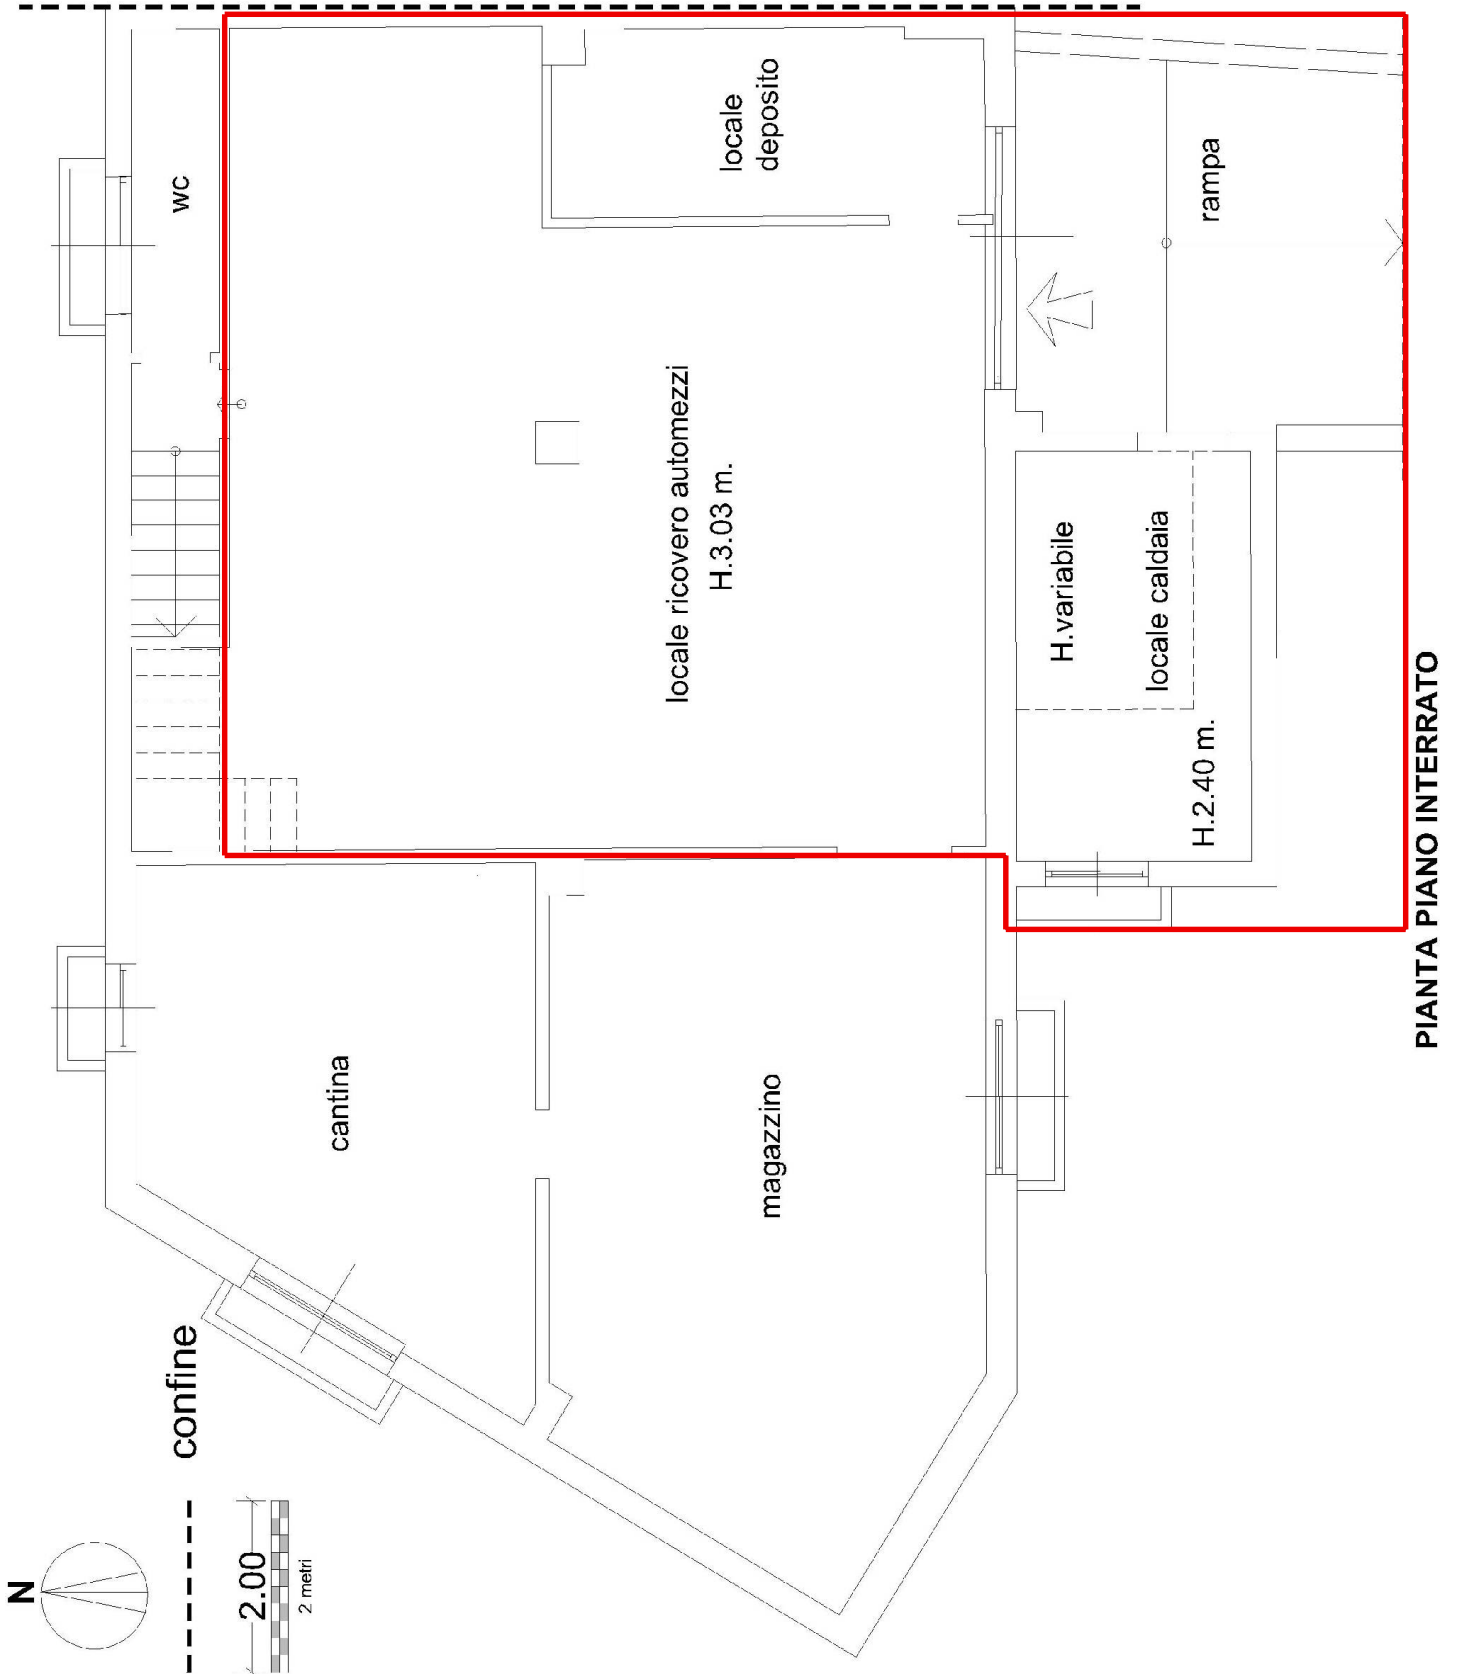 wc
locale
deposito
rampa
locale ricovero automezzi
H.3.03 m.
H.variabile
locale caldaia
H.2.40 m.
cantina
magazzino
confine
N
2.00
2 metri
PIANTA PIANO INTERRATO